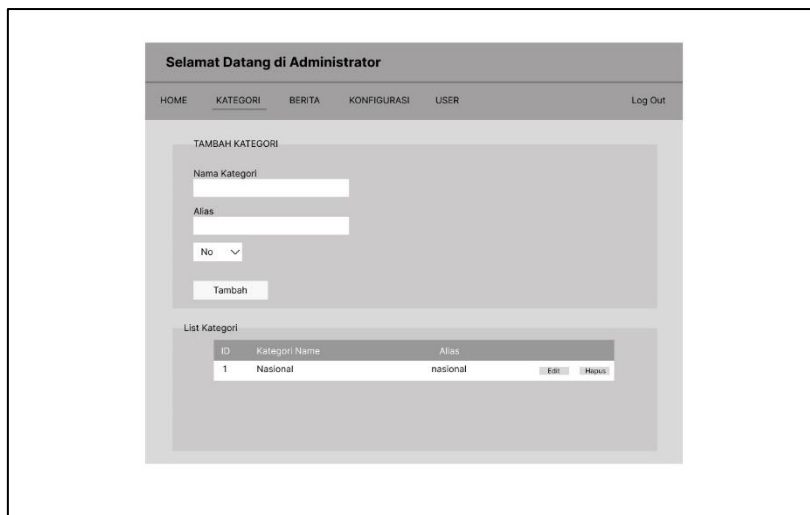 Selamat Datang di Administrator
HOME KATEGORI BERITA KONFIGURASI USER Log Out
TAMBAH KATEGORI
Nama Kategori
Alias
No
Tambah
List Kategori
ID Kategori Name Alias
1 Nasional nasional Edit Hapus